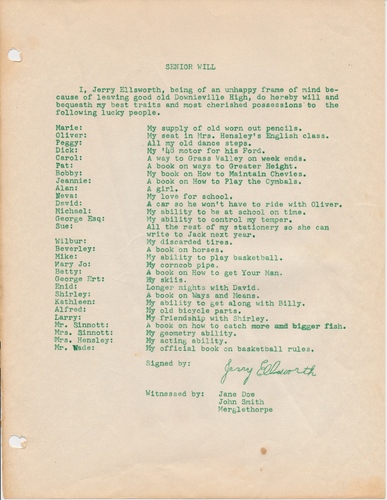 SENIOR WILL
I, Jerry Ellsworth, being of an unhappy frame of mind be-
cause of leaving good old Downieville High, do hereby will and
bequeath my best traits and most cherished possessions to the
following lucky people.
Marie: My supply of old worn out pencils.
Oliver: My seat in Mrs. Hensley's English class.
Peggy: All my old dance steps.
Dick: My '40 motor for his Ford.
Carol: A way to Grass Valley on week ends.
Pat: A book on ways to Greater Height.
Bobby: My book on How to Maintain Chevies.
Jeannie: A book on How to Play the Cymbals.
Alan: A girl.
Neva: My love for school.
David: A car so he won't have to ride with Oliver.
Michael: My ability to be at school on time.
George Esq: My ability to control my temper.
Sue: All the rest of my stationery so she can
write to Jack next year.
Wilbur: My discarded tires.
Beverley: A book on horses.
Mike: My ability to play basketball.
Mary Jo: My corncob pipe.
Betty: A book on How to get Your Man.
George Ert: My skiis.
Enid: Longer nights with David.
Shirley: A book on Ways and Means.
Kathleen: My ability to get along with Billy.
Alfred: My old bicycle parts.
Larry: My friendship with Shirley.
Mr. Sinnott: A book on how to catch more and bigger fish.
Mrs. Sinnott: My geometry ability.
Mrs. Hensley: My acting ability.
Mr. Wade: My official book on basketball rules.
Signed by: Jerry Ellsworth
Witnessed by: Jane Doe
John Smith
Merglethorpe